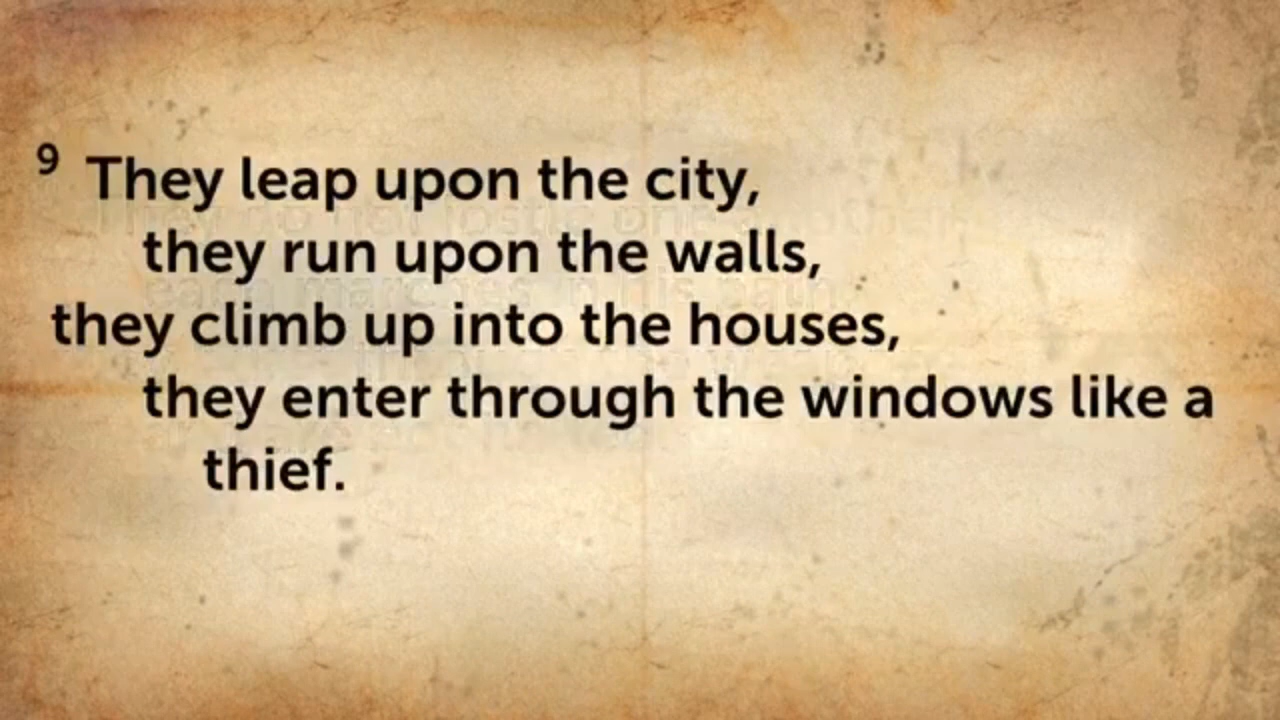 9 They leap upon the city,
they run upon the walls,
they climb up into the houses,
they enter through the windows like a
thief.